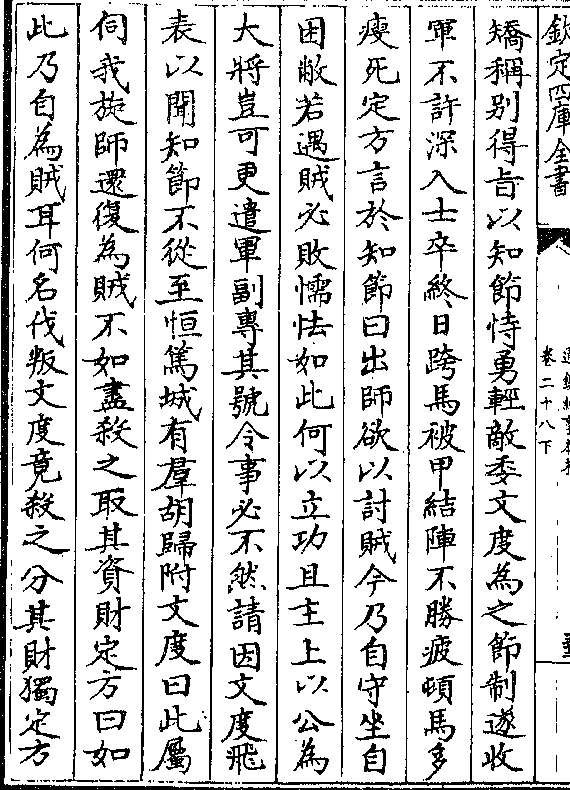 欽定四庫全書
卷二十八下
矯稱別得旨以知節恃勇輕敵委文度為之節制遂收
軍不許深入士卒終日跨馬被甲結陣不勝疲頓馬多
瘦死定方言於知節曰出師欲以討賊今乃自守坐自
困敝若遇賊必敗懦怯如此何以立功且主上以公為
大將豈可更遣軍副專其號令事必不然請因文度飛
表以聞知節不從至恒篤城有羣胡歸附文度曰此屬
伺我旋師還復為賊不如盡殺之取其資財定方曰如
此乃自為賊耳何名伐叛文度竟殺之分其財獨定方